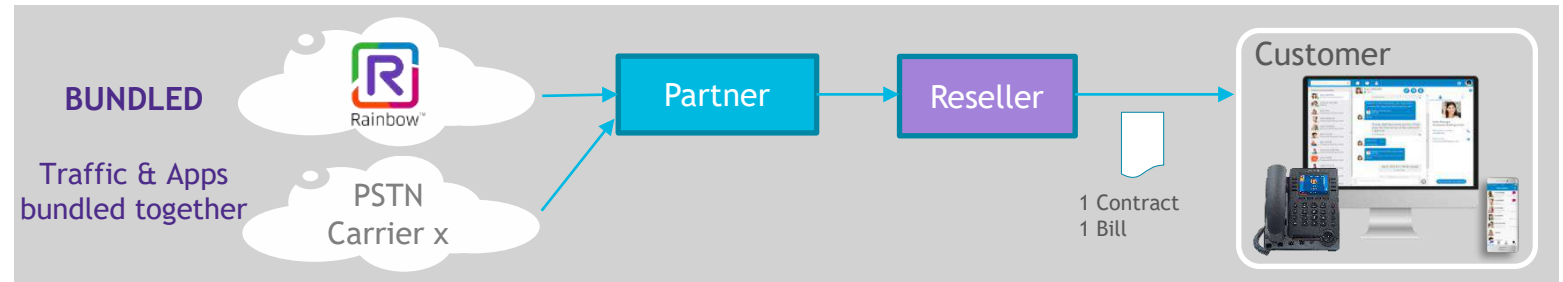 BUNDLED
Traffic & Apps
bundled together
R
Rainbow™
PSTN
Carrier x
Partner
Reseller
1 Contract
1 Bill
Customer